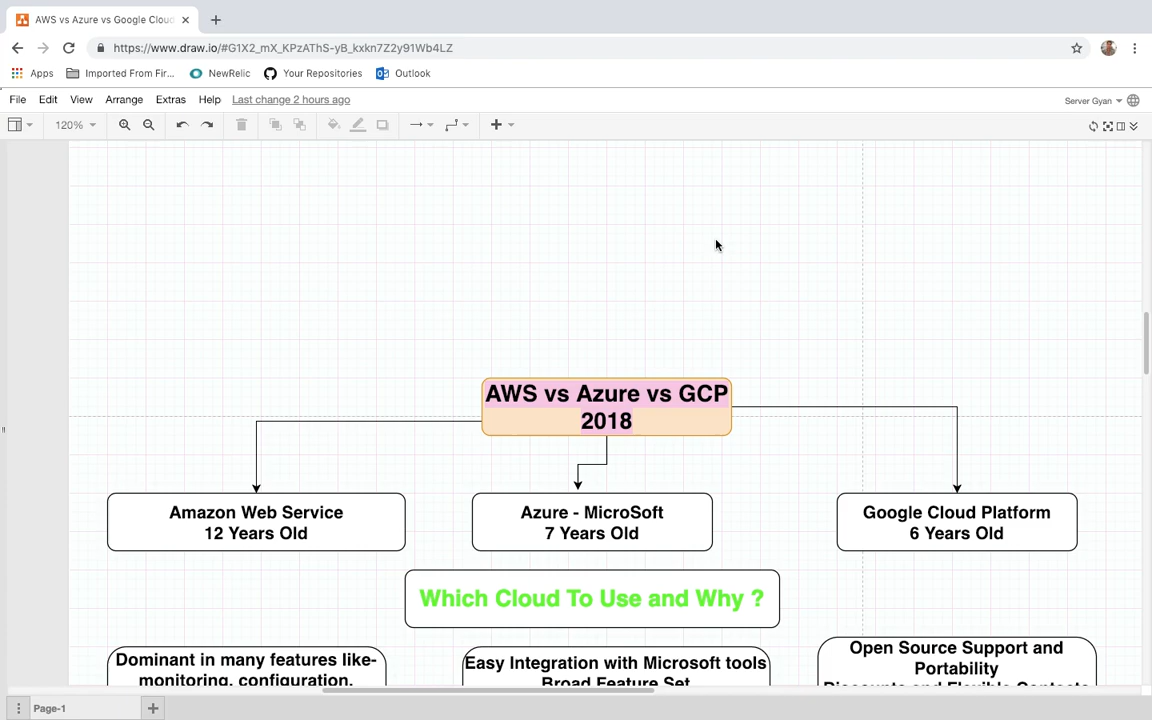 AWS vs Azure vs Google Cloud
https://www.draw.io/#G1X2_mX_KPzAThS-yB_kxkn7Z2y91Wb4LZ
Apps Imported From Fir... NewRelic Your Repositories Outlook
File Edit View Arrange Extras Help Last change 2 hours ago Server Gyan
120%
AWS vs Azure vs GCP
2018
Amazon Web Service
12 Years Old
Azure - MicroSoft
7 Years Old
Google Cloud Platform
6 Years Old
Which Cloud To Use and Why ?
Dominant in many features like-
monitoring, configuration,
Easy Integration with Microsoft tools
Broad Feature Set
Open Source Support and
Portability
Discounts and Flexible Contacts
Page-1